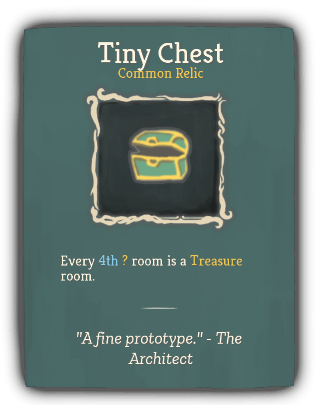 Tiny Chest
Common Relic
Every 4th ? room is a Treasure
room.
"A fine prototype." - The
Architect